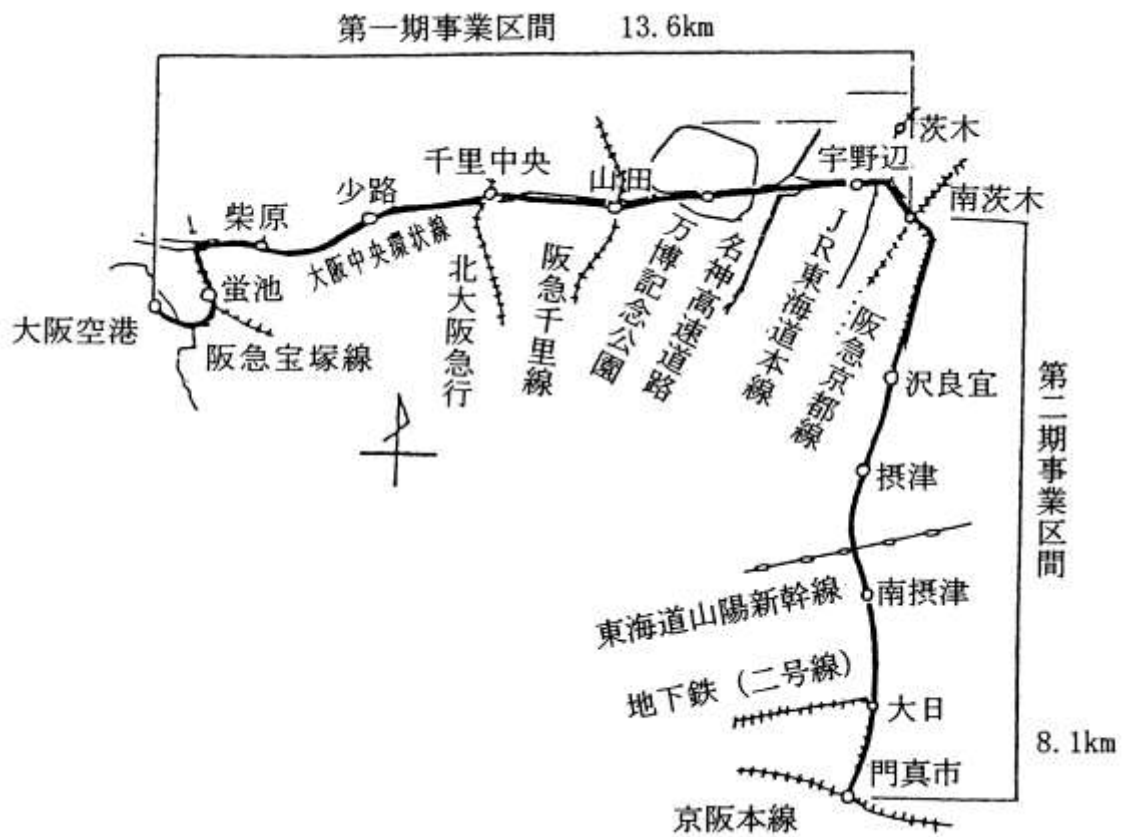 第一期事業区間 13.6km
茨木
千里中央
山田
宇野辺
南茨木
少路
柴原
大阪中央環状線
蛍池
大阪空港
阪急宝塚線
北大阪急行
阪急千里線
万博記念公園
名神高速道路
JR東海道本線
阪急京都線
沢良宜
第二期事業区間
摂津
南摂津
東海道山陽新幹線
地下鉄(二号線)
大日
8.1km
門真市
京阪本線